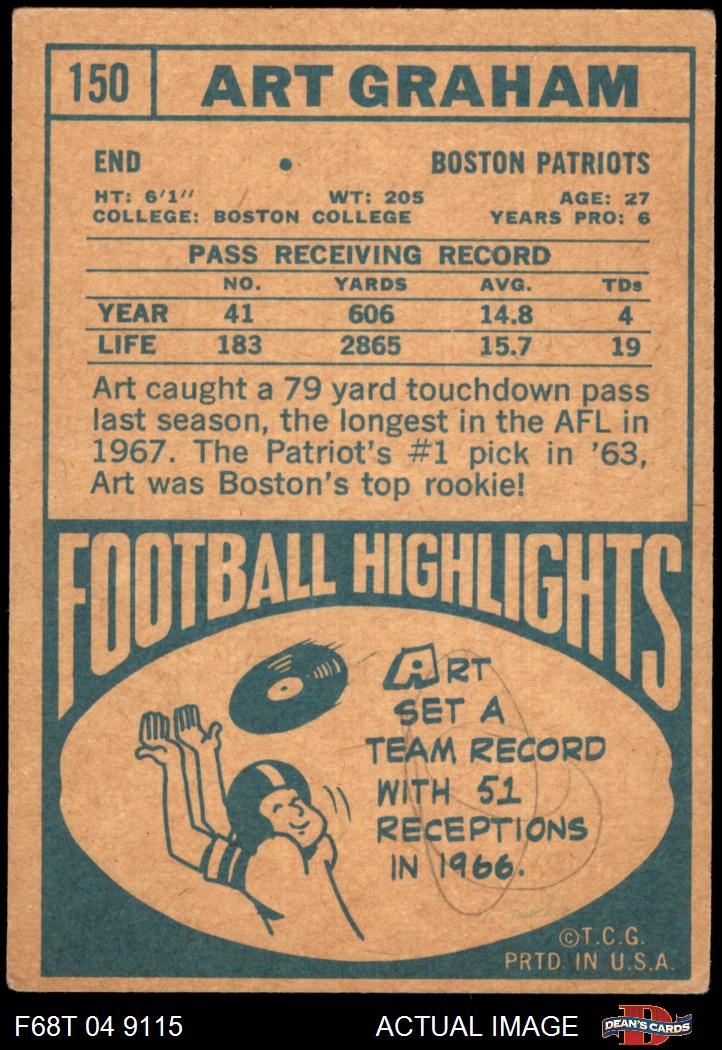 150 ART GRAHAM
END • BOSTON PATRIOTS
HT: 6'1" WT: 205 AGE: 27
COLLEGE: BOSTON COLLEGE YEARS PRO: 6
PASS RECEIVING RECORD
NO. YARDS AVG. TDs
YEAR 41 606 14.8 4
LIFE 183 2865 15.7 19
Art caught a 79 yard touchdown pass
last season, the longest in the AFL in
1967. The Patriot's #1 pick in '63,
Art was Boston's top rookie!
FOOTBALL HIGHLIGHTS
ART
SET A
TEAM RECORD
WITH 51
RECEPTIONS
IN 1966.
©T.C.G.
PRTD. IN U.S.A.
F68T 04 9115 ACTUAL IMAGE D DEAN'S CARDS